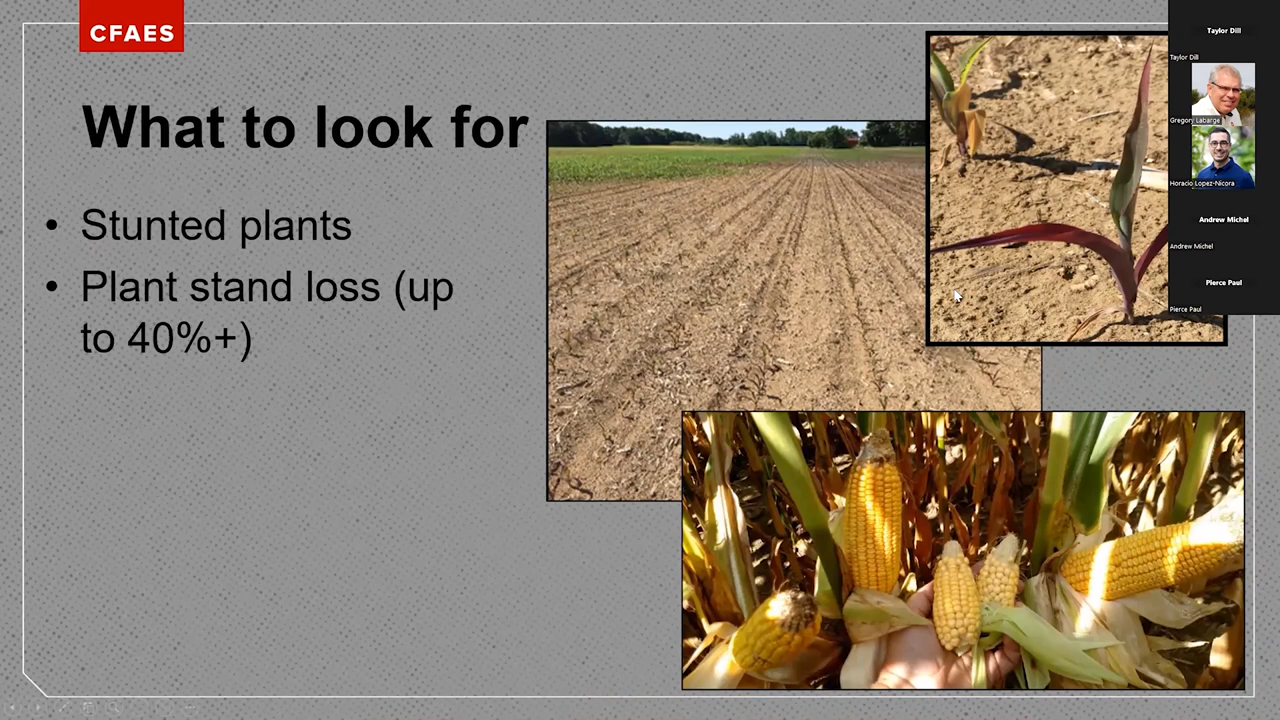 CFAES
What to look for
• Stunted plants
• Plant stand loss (up
to 40%+)
Taylor Dill
Taylor Dill
Gregory Labarge
Horacio Lopez-Nicora
Andrew Michel
Andrew Michel
Pierce Paul
Pierce Paul